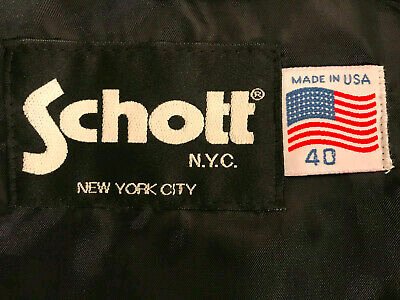 Schott®
N.Y.C.
NEW YORK CITY
MADE IN USA
40